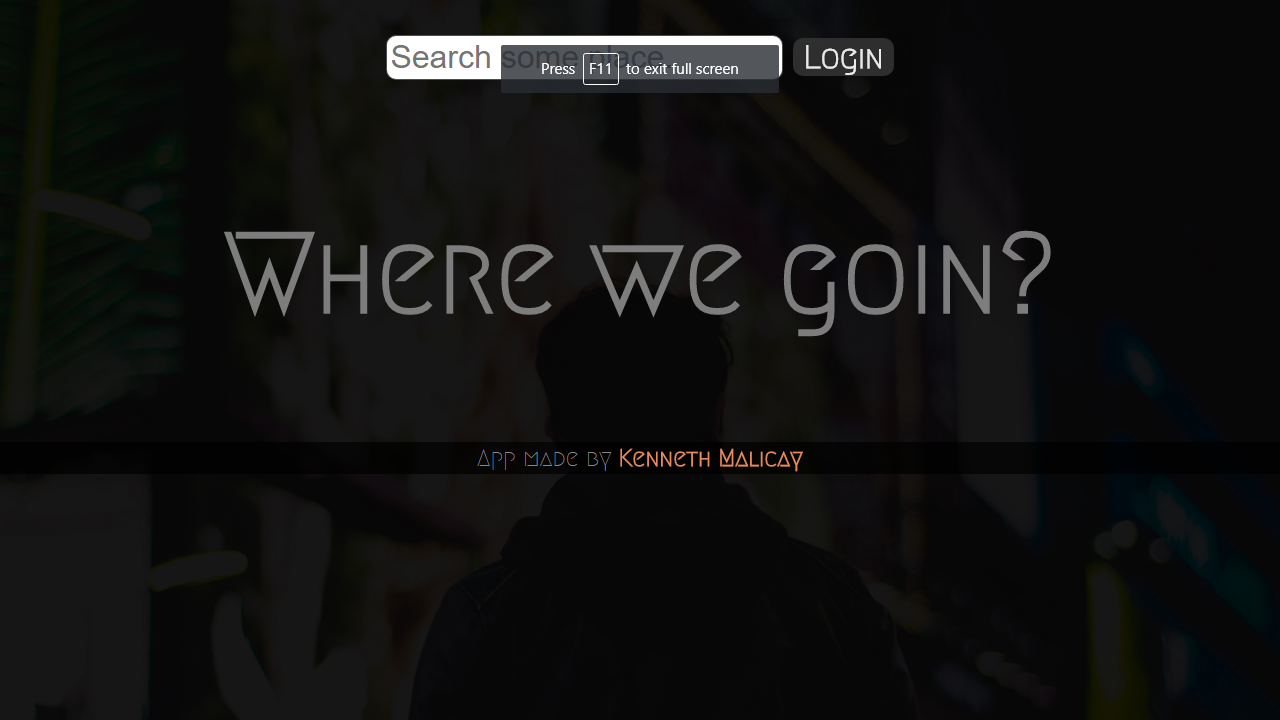 Search some place
Login
Press F11 to exit full screen
Where we goin?
App made by Kenneth Malicay